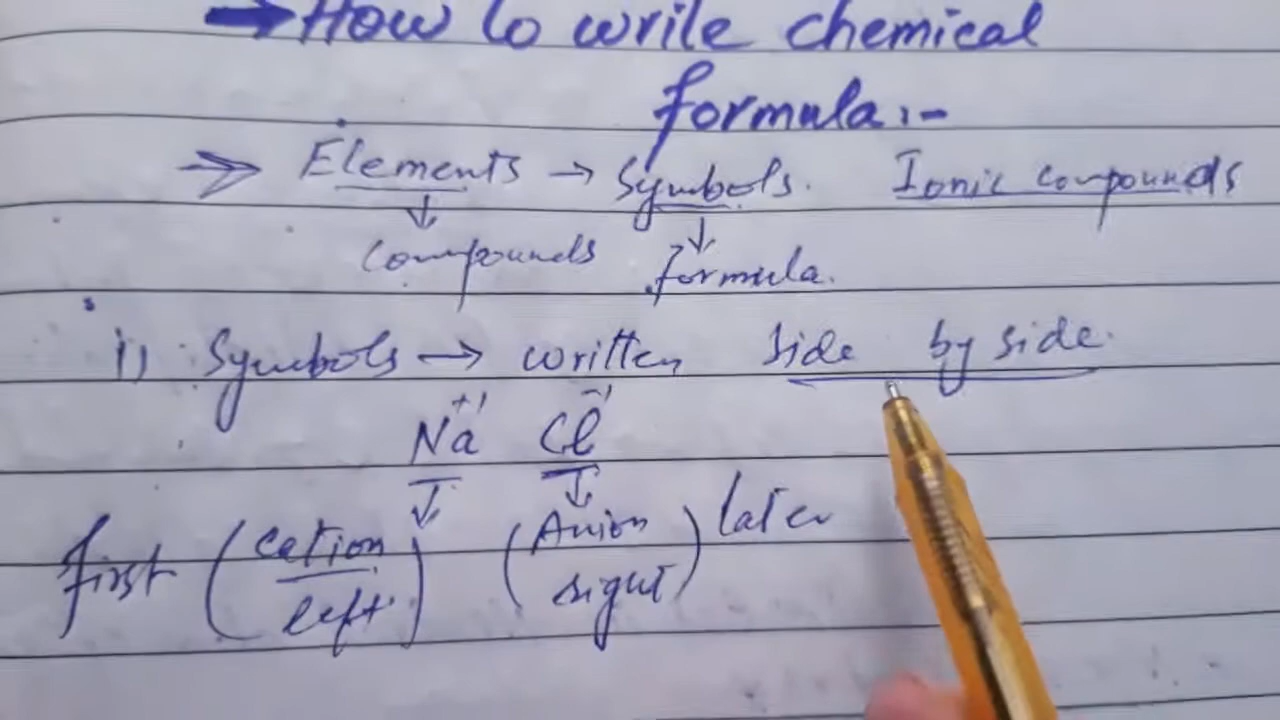 → How to write chemical
formula :-
⇒ Elements → Symbols. Ionic compounds
↓ ↓
Compounds formula.
i) Symbols → written side by side.
Na⁺¹ Cl⁻¹
↓ ↓
first (Cation (Anion ) later
left) right)